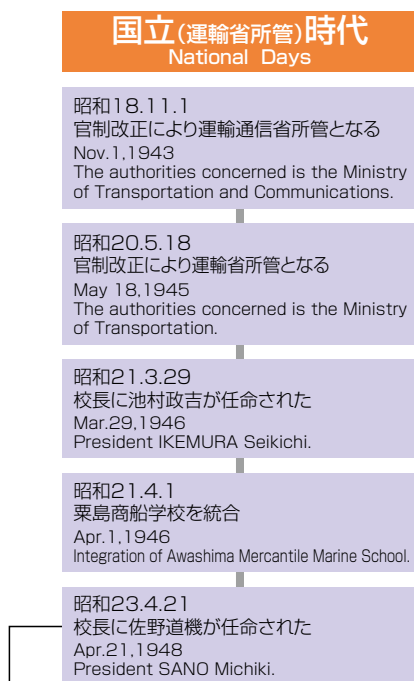 国立(運輸省所管)時代
National Days
昭和18.11.1
官制改正により運輸通信省所管となる
Nov.1,1943
The authorities concerned is the Ministry
of Transportation and Communications.
昭和20.5.18
官制改正により運輸省所管となる
May 18,1945
The authorities concerned is the Ministry
of Transportation.
昭和21.3.29
校長に池村政吉が任命された
Mar.29,1946
President IKEMURA Seikichi.
昭和21.4.1
粟島商船学校を統合
Apr.1,1946
Integration of Awashima Mercantile Marine School.
昭和23.4.21
校長に佐野道機が任命された
Apr.21,1948
President SANO Michiki.